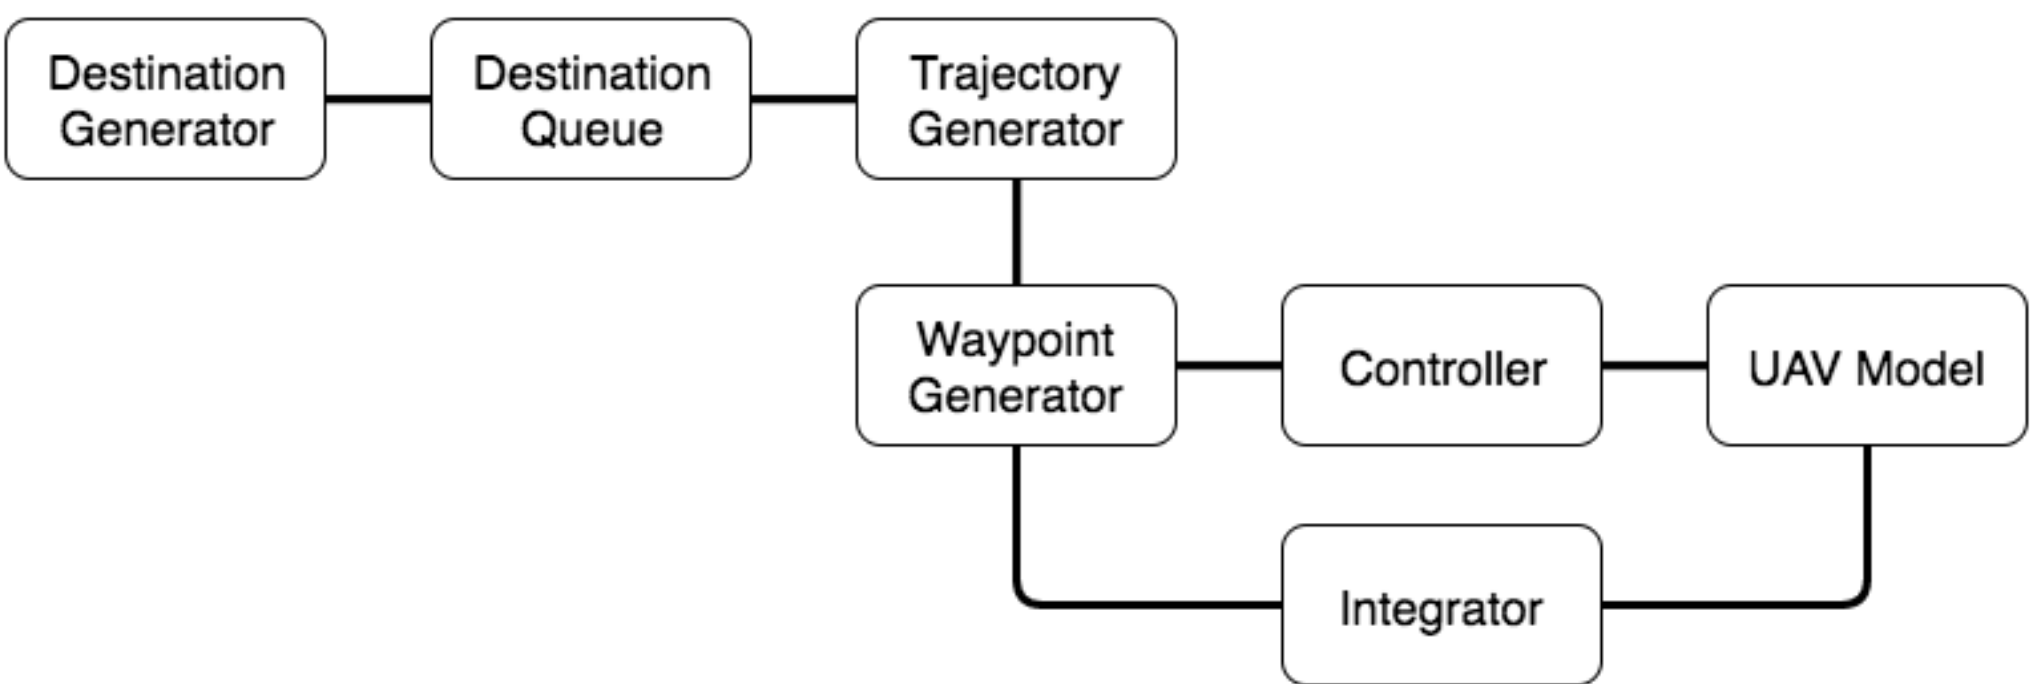 Destination
Generator
Destination
Queue
Trajectory
Generator
Waypoint
Generator
Controller
UAV Model
Integrator